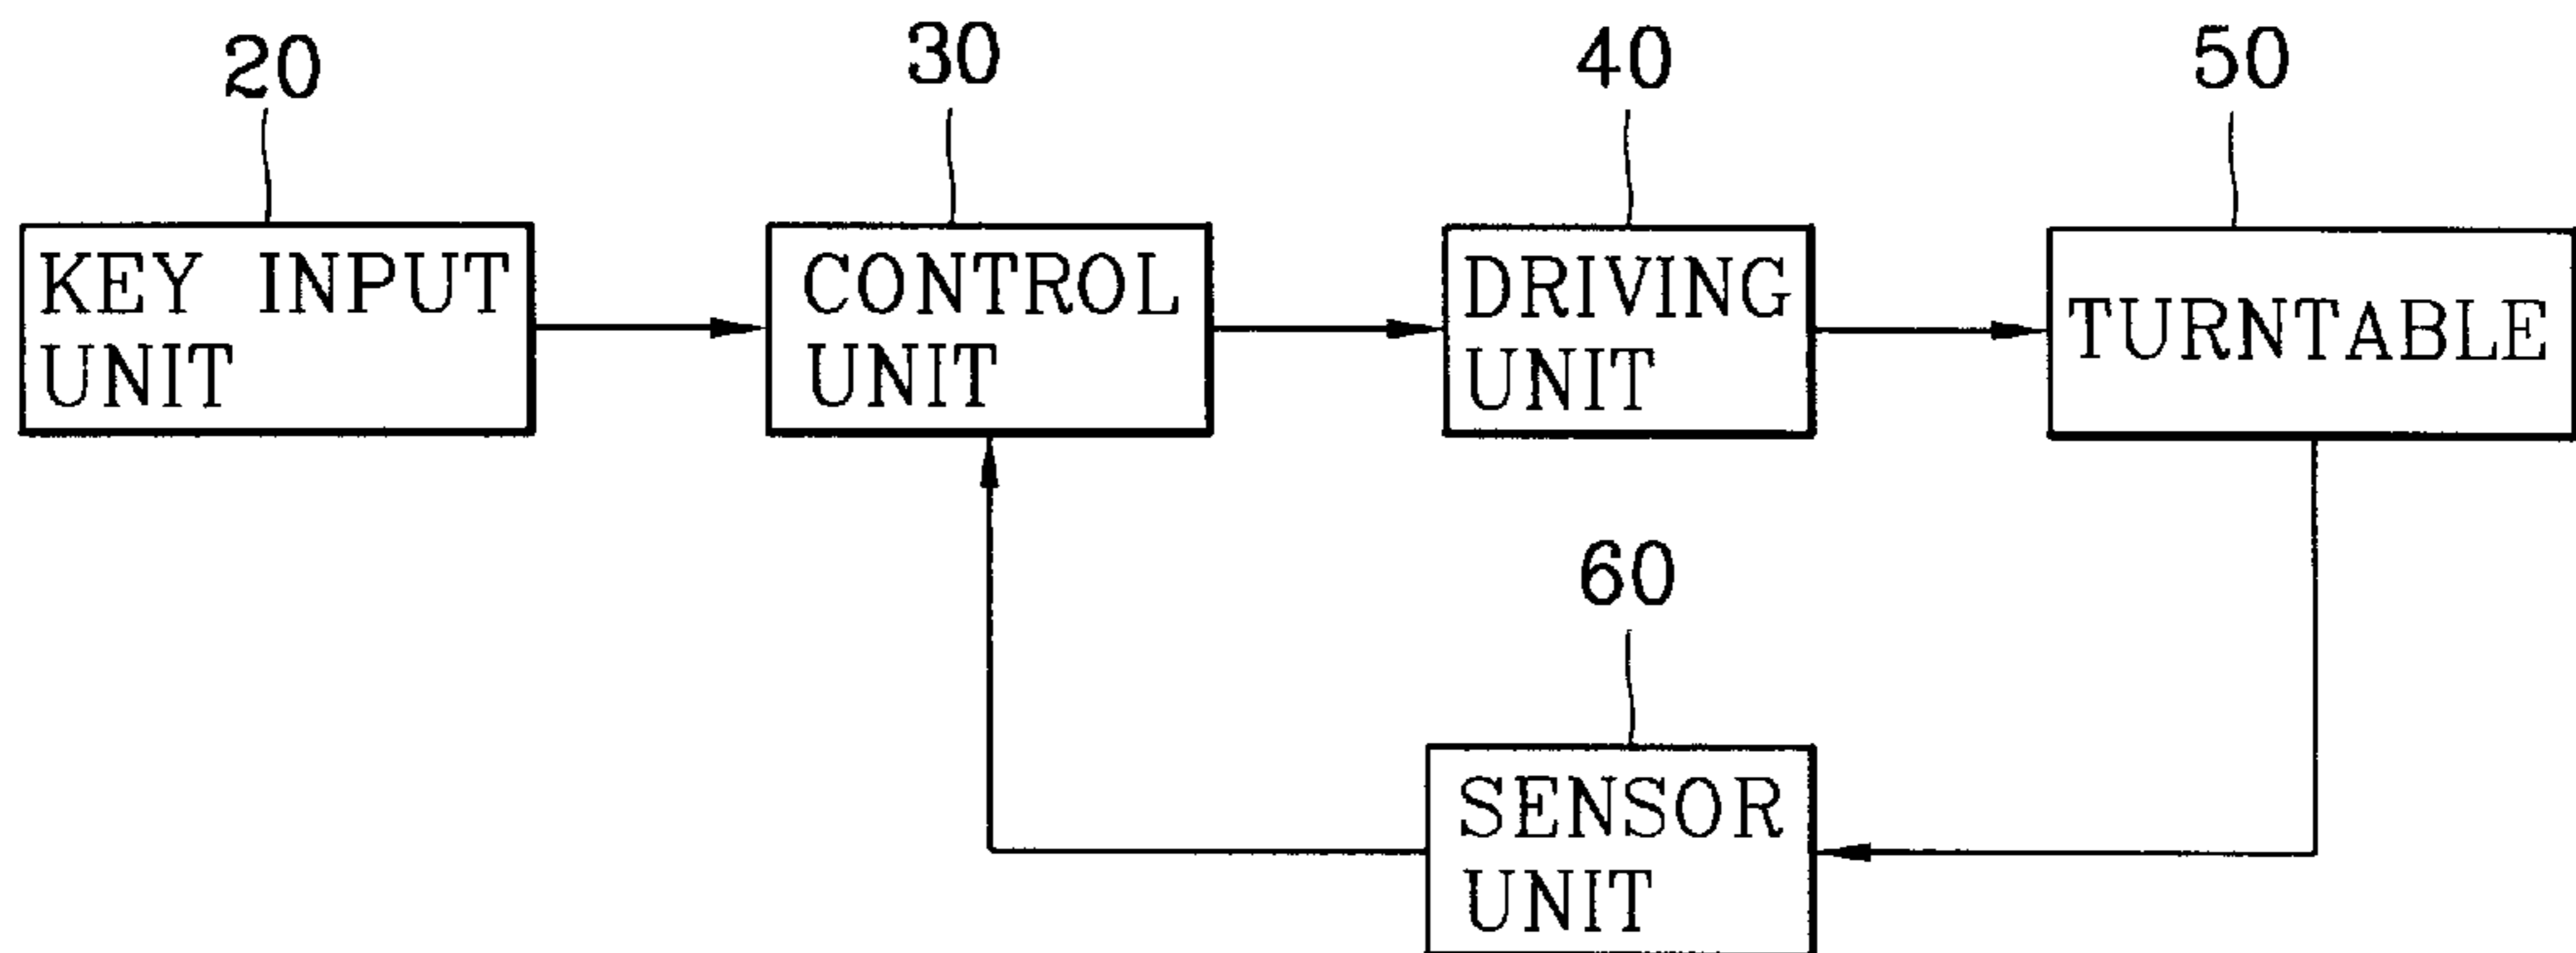 20
30
40
50
KEY INPUT
UNIT
CONTROL
UNIT
DRIVING
UNIT
TURNTABLE
60
SENSOR
UNIT